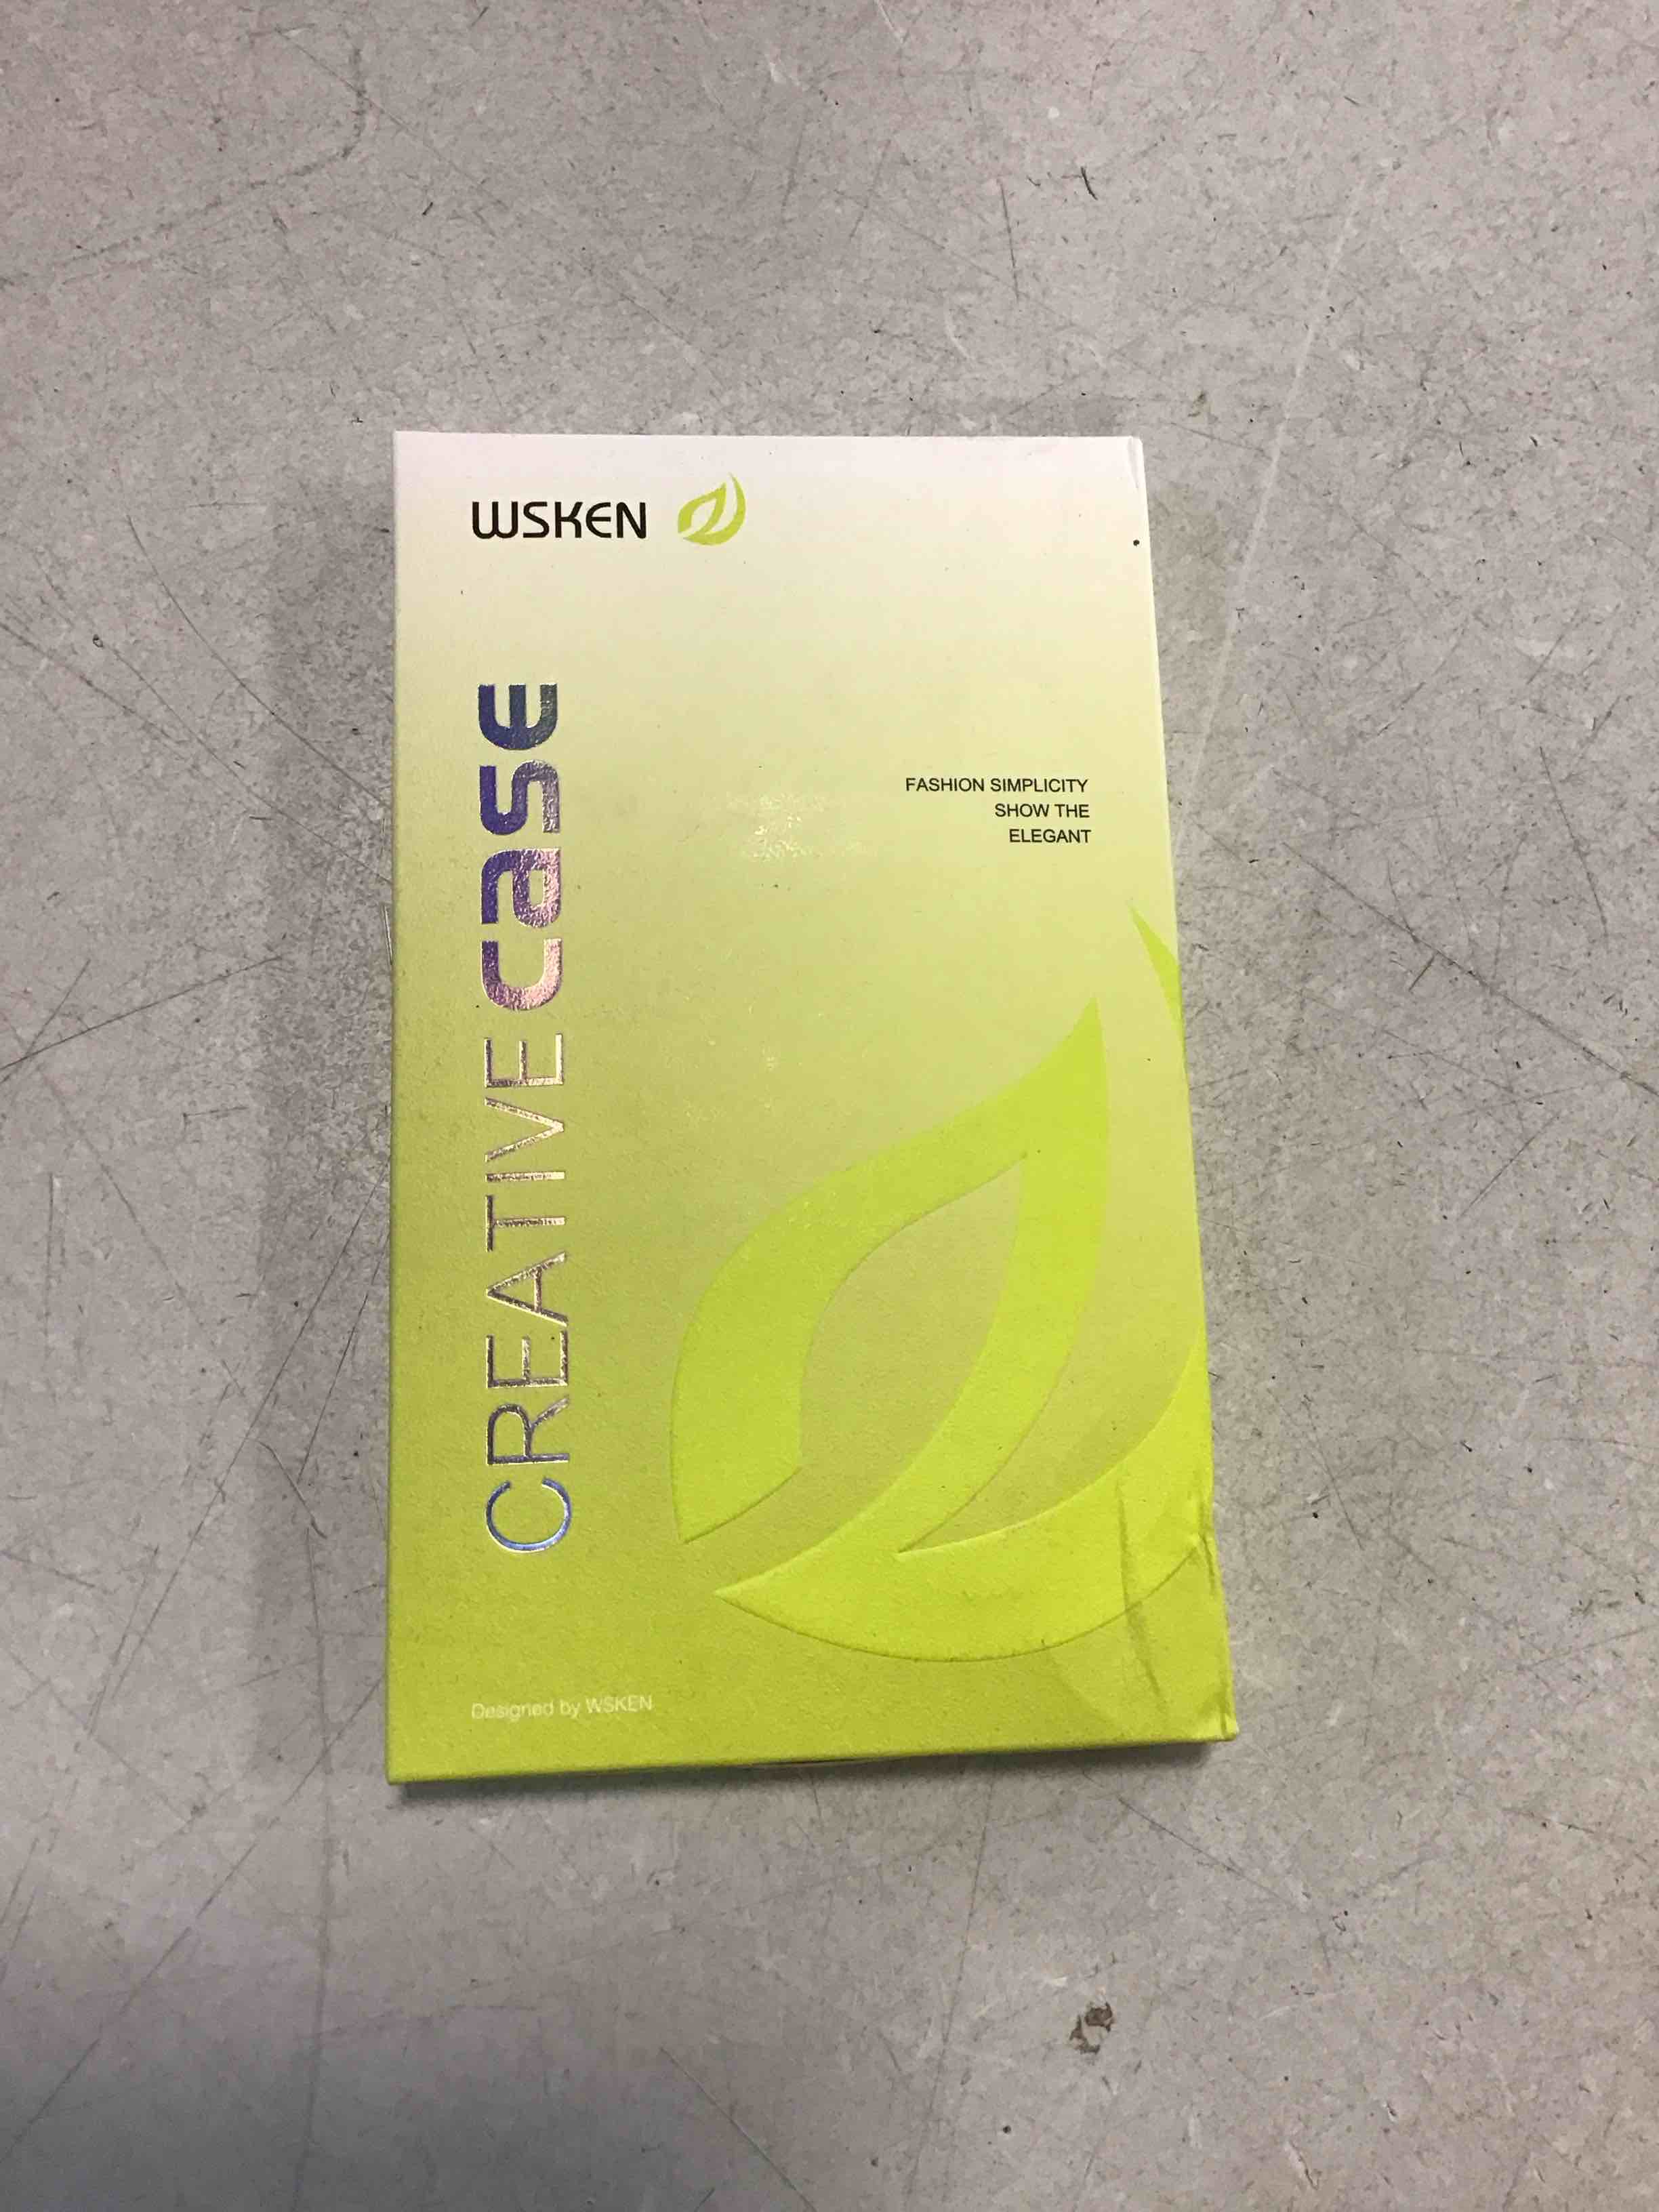 WSKEN
CREATIVE case
FASHION SIMPLICITY
SHOW THE
ELEGANT
Designed by WSKEN